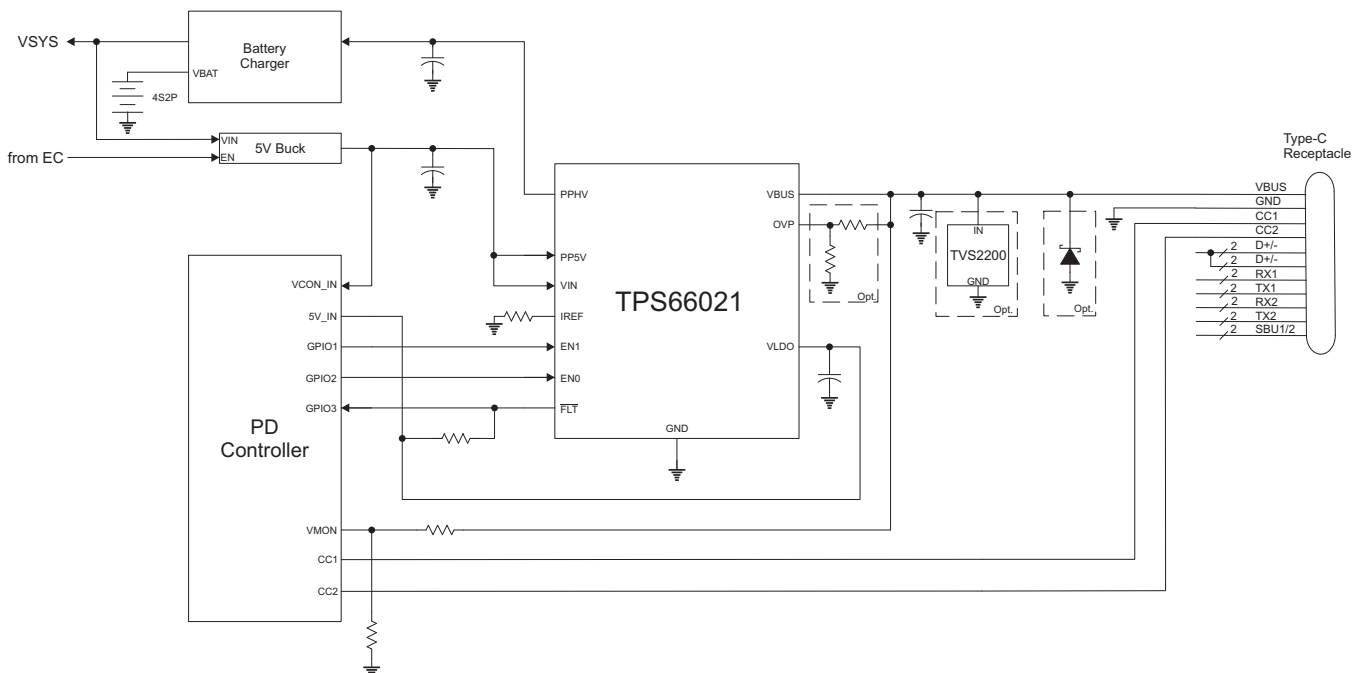 VSYS
Battery
Charger
VBAT
4S2P
VIN
5V Buck
from EC
EN
Type-C
Receptacle
PPHV
VBUS
VBUS
GND
OVP
CC1
CC2
IN
D+/-
2
TVS2200
PP5V
D+/-
2
RX1
2
VCON_IN
VIN
GND
TX1
2
Opt.
TPS66021
RX2
2
5V_IN
IREF
Opt.
Opt.
TX2
2
SBU1/2
2
GPIO1
EN1
VLDO
GPIO2
EN0
GPIO3
FLT
PD
Controller
GND
VMON
CC1
CC2